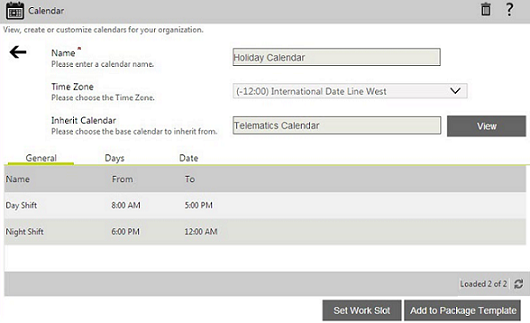 Calendar
?
View, create or customize calendars for your organization.
Name *
Please enter a calendar name.
Holiday Calendar
Time Zone
Please choose the Time Zone.
(-12:00) International Date Line West
Inherit Calendar
Please choose the base calendar to inherit from.
Telematics Calendar
View
General Days Date
Name From To
Day Shift 8:00 AM 5:00 PM
Night Shift 6:00 PM 12:00 AM
Loaded 2 of 2
Set Work Slot Add to Package Template